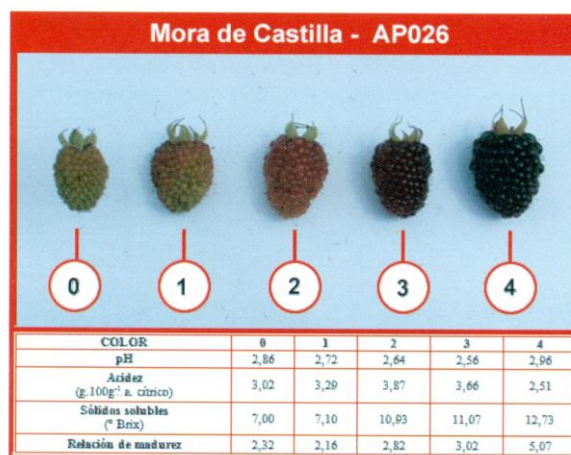 Mora de Castilla - AP026
0 1 2 3 4
COLOR 0 1 2 3 4
pH 2,86 2,72 2,64 2,56 2,96
Acidez
(g.100g⁻¹ a. cítrico) 3,02 3,29 3,87 3,66 2,51
Sólidos solubles
(° Brix) 7,00 7,10 10,93 11,07 12,73
Relación de madurez 2,32 2,16 2,82 3,02 5,07